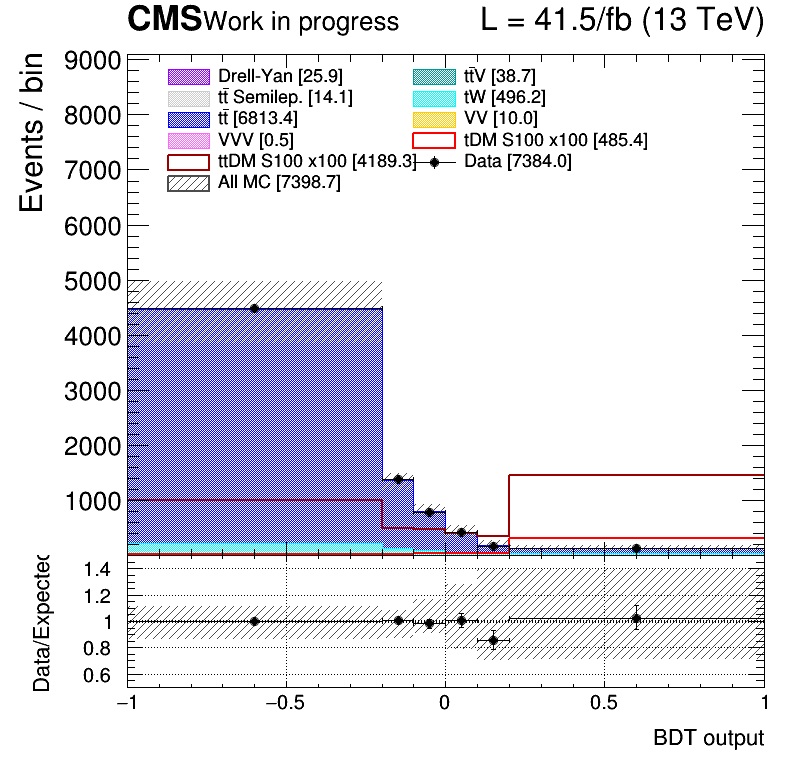 CMS Work in progress L = 41.5/fb (13 TeV)
Events / bin
9000
8000
7000
6000
5000
4000
3000
2000
1000
Drell-Yan [25.9] tt̄V [38.7]
tt̄ Semilep. [14.1] tW [496.2]
tt̄ [6813.4] VV [10.0]
VVV [0.5] tDM S100 x100 [485.4]
ttDM S100 x100 [4189.3] Data [7384.0]
All MC [7398.7]
Data/Expected
1.4
1.2
1
0.8
0.6
−1 −0.5 0 0.5 1
BDT output